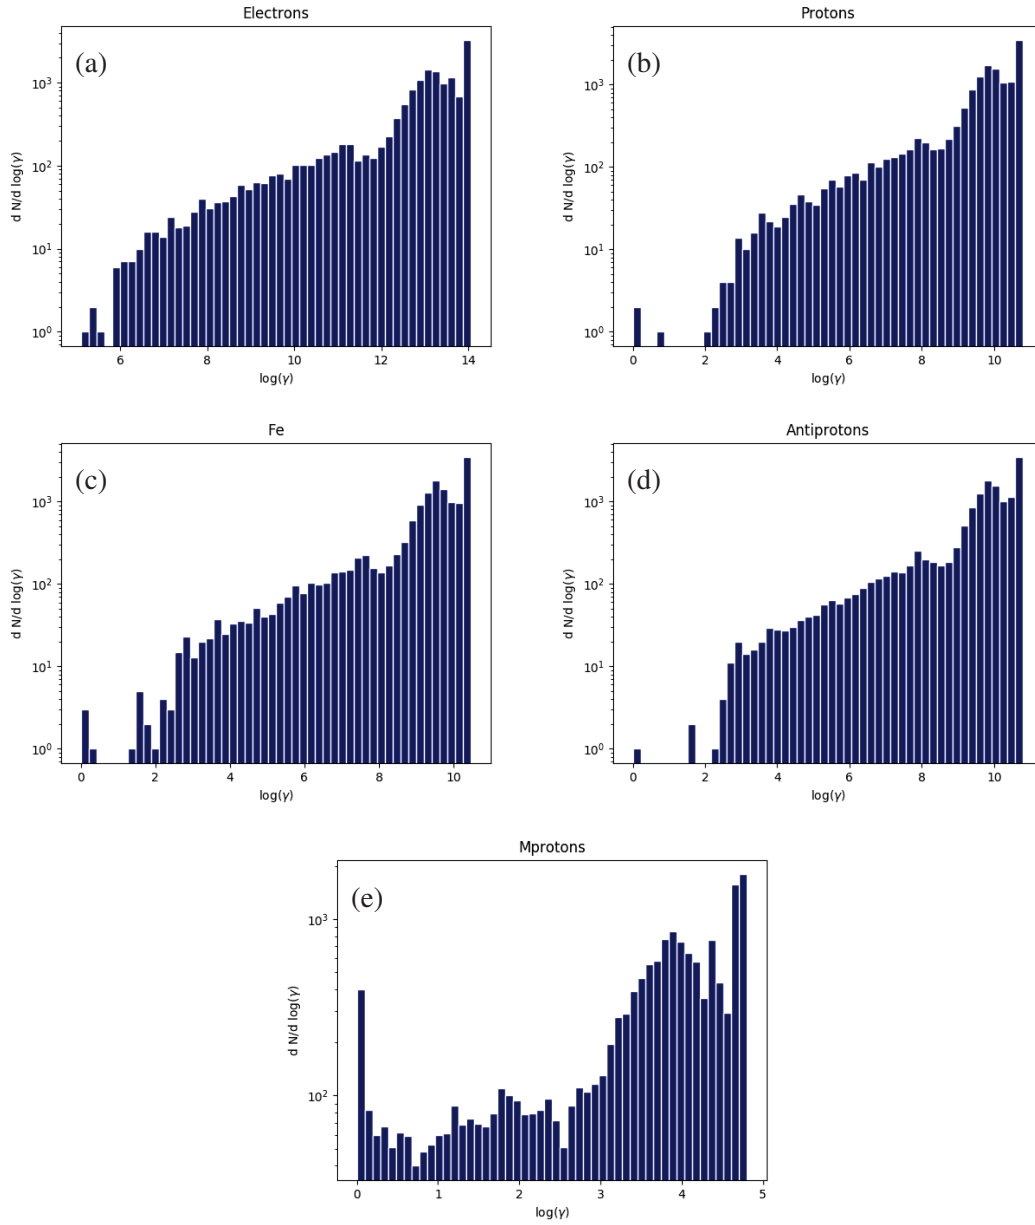 Electrons
(a)
d N/d log(γ)
10³
10²
10¹
10⁰
6 8 10 12 14
log(γ)
Protons
(b)
d N/d log(γ)
10³
10²
10¹
10⁰
0 2 4 6 8 10
log(γ)
Fe
(c)
d N/d log(γ)
10³
10²
10¹
10⁰
0 2 4 6 8 10
log(γ)
Antiprotons
(d)
d N/d log(γ)
10³
10²
10¹
10⁰
0 2 4 6 8 10
log(γ)
Mprotons
(e)
d N/d log(γ)
10³
10²
0 1 2 3 4 5
log(γ)